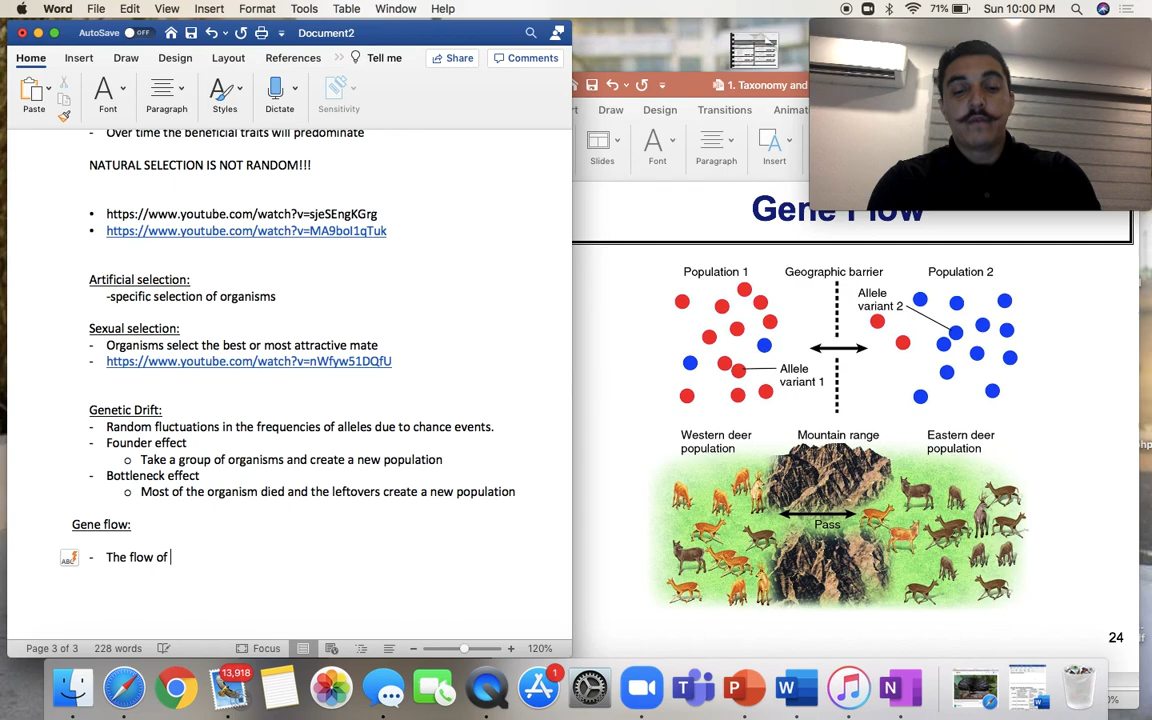 Word File Edit View Insert Format Tools Table Window Help 71% Sun 10:00 PM
AutoSave OFF Document2
Home Insert Draw Design Layout References Tell me Share Comments
Paste Font Paragraph Styles Dictate Sensitivity
- Over time the beneficial traits will predominate
NATURAL SELECTION IS NOT RANDOM!!!
• https://www.youtube.com/watch?v=sjeSEngKGrg
• https://www.youtube.com/watch?v=MA9boI1qTuk
Artificial selection:
-specific selection of organisms
Sexual selection:
- Organisms select the best or most attractive mate
- https://www.youtube.com/watch?v=nWfyw51DQfU
Genetic Drift:
- Random fluctuations in the frequencies of alleles due to chance events.
- Founder effect
o Take a group of organisms and create a new population
- Bottleneck effect
o Most of the organism died and the leftovers create a new population
Gene flow:
ABC - The flow of
Page 3 of 3 228 words Focus 120%
1. Taxonomy and
Draw Design Transitions
Slides Font Paragraph Insert
Gene Flow
Population 1 Geographic barrier Population 2
Allele
variant 2
Allele
variant 1
Western deer
population
Mountain range
Eastern deer
population
Pass
24
13,918
1